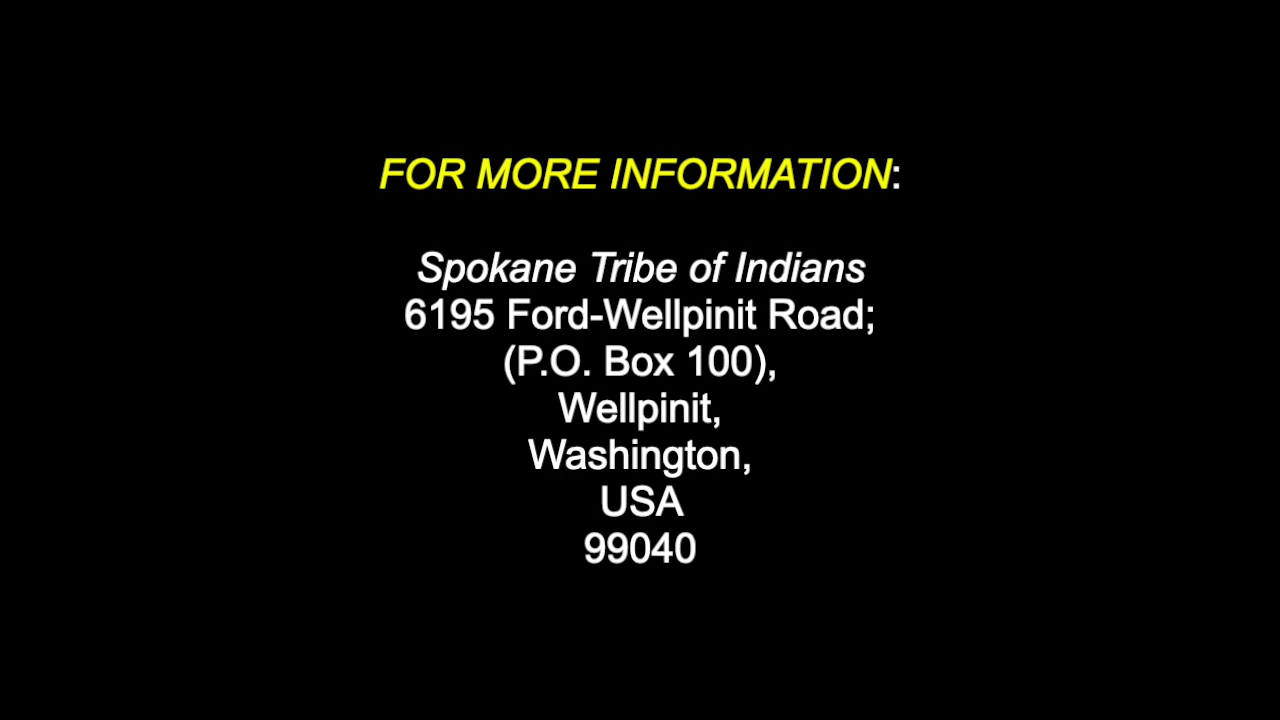 FOR MORE INFORMATION:
Spokane Tribe of Indians
6195 Ford-Wellpinit Road;
(P.O. Box 100),
Wellpinit,
Washington,
USA
99040